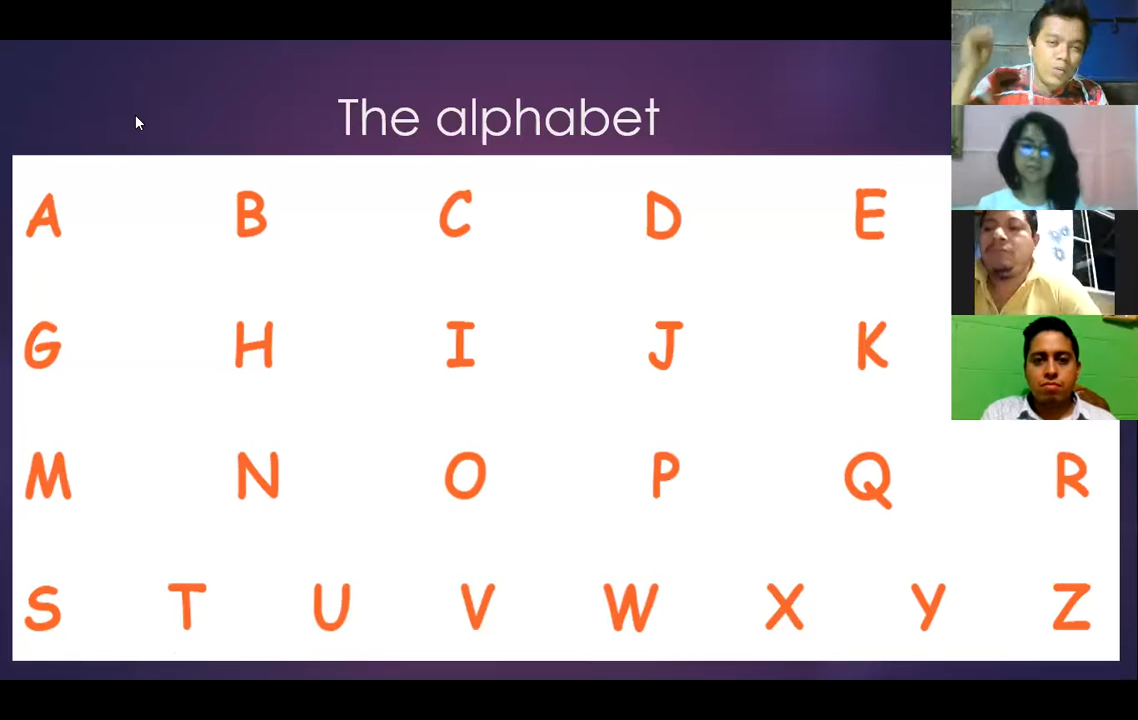 The alphabet
A B C D E
G H I J K
M N O P Q R
S T U V W X Y Z